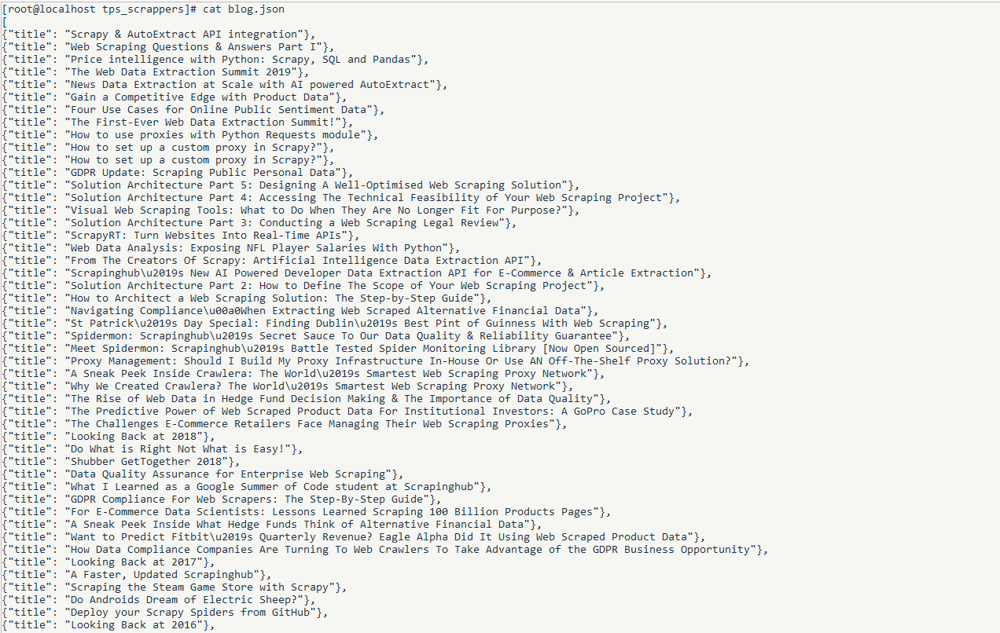 [root@localhost tps_scrappers]# cat blog.json
[
{"title": "Scrapy & AutoExtract API integration"},
{"title": "Web Scraping Questions & Answers Part I"},
{"title": "Price intelligence with Python: Scrapy, SQL and Pandas"},
{"title": "The Web Data Extraction Summit 2019"},
{"title": "News Data Extraction at Scale with AI powered AutoExtract"},
{"title": "Gain a Competitive Edge with Product Data"},
{"title": "Four Use Cases for Online Public Sentiment Data"},
{"title": "The First-Ever Web Data Extraction Summit!"},
{"title": "How to use proxies with Python Requests module"},
{"title": "How to set up a custom proxy in Scrapy?"},
{"title": "How to set up a custom proxy in Scrapy?"},
{"title": "GDPR Update: Scraping Public Personal Data"},
{"title": "Solution Architecture Part 5: Designing A Well-Optimised Web Scraping Solution"},
{"title": "Solution Architecture Part 4: Accessing The Technical Feasibility of Your Web Scraping Project"},
{"title": "Visual Web Scraping Tools: What to Do When They Are No Longer Fit For Purpose?"},
{"title": "Solution Architecture Part 3: Conducting a Web Scraping Legal Review"},
{"title": "ScrapyRT: Turn Websites Into Real-Time APIs"},
{"title": "Web Data Analysis: Exposing NFL Player Salaries With Python"},
{"title": "From The Creators Of Scrapy: Artificial Intelligence Data Extraction API"},
{"title": "Scrapinghub\u2019s New AI Powered Developer Data Extraction API for E-Commerce & Article Extraction"},
{"title": "Solution Architecture Part 2: How to Define The Scope of Your Web Scraping Project"},
{"title": "How to Architect a Web Scraping Solution: The Step-by-Step Guide"},
{"title": "Navigating Compliance\u00a0When Extracting Web Scraped Alternative Financial Data"},
{"title": "St Patrick\u2019s Day Special: Finding Dublin\u2019s Best Pint of Guinness With Web Scraping"},
{"title": "Spidermon: Scrapinghub\u2019s Secret Sauce To Our Data Quality & Reliability Guarantee"},
{"title": "Meet Spidermon: Scrapinghub\u2019s Battle Tested Spider Monitoring Library [Now Open Sourced]"},
{"title": "Proxy Management: Should I Build My Proxy Infrastructure In-House Or Use AN Off-The-Shelf Proxy Solution?"},
{"title": "A Sneak Peek Inside Crawlera: The World\u2019s Smartest Web Scraping Proxy Network"},
{"title": "Why We Created Crawlera? The World\u2019s Smartest Web Scraping Proxy Network"},
{"title": "The Rise of Web Data in Hedge Fund Decision Making & The Importance of Data Quality"},
{"title": "The Predictive Power of Web Scraped Product Data For Institutional Investors: A GoPro Case Study"},
{"title": "The Challenges E-Commerce Retailers Face Managing Their Web Scraping Proxies"},
{"title": "Looking Back at 2018"},
{"title": "Do What is Right Not What is Easy!"},
{"title": "Shubber GetTogether 2018"},
{"title": "Data Quality Assurance for Enterprise Web Scraping"},
{"title": "What I Learned as a Google Summer of Code student at Scrapinghub"},
{"title": "GDPR Compliance For Web Scrapers: The Step-By-Step Guide"},
{"title": "For E-Commerce Data Scientists: Lessons Learned Scraping 100 Billion Products Pages"},
{"title": "A Sneak Peek Inside What Hedge Funds Think of Alternative Financial Data"},
{"title": "Want to Predict Fitbit\u2019s Quarterly Revenue? Eagle Alpha Did It Using Web Scraped Product Data"},
{"title": "How Data Compliance Companies Are Turning To Web Crawlers To Take Advantage of the GDPR Business Opportunity"},
{"title": "Looking Back at 2017"},
{"title": "A Faster, Updated Scrapinghub"},
{"title": "Scraping the Steam Game Store with Scrapy"},
{"title": "Do Androids Dream of Electric Sheep?"},
{"title": "Deploy your Scrapy Spiders from GitHub"},
{"title": "Looking Back at 2016"},